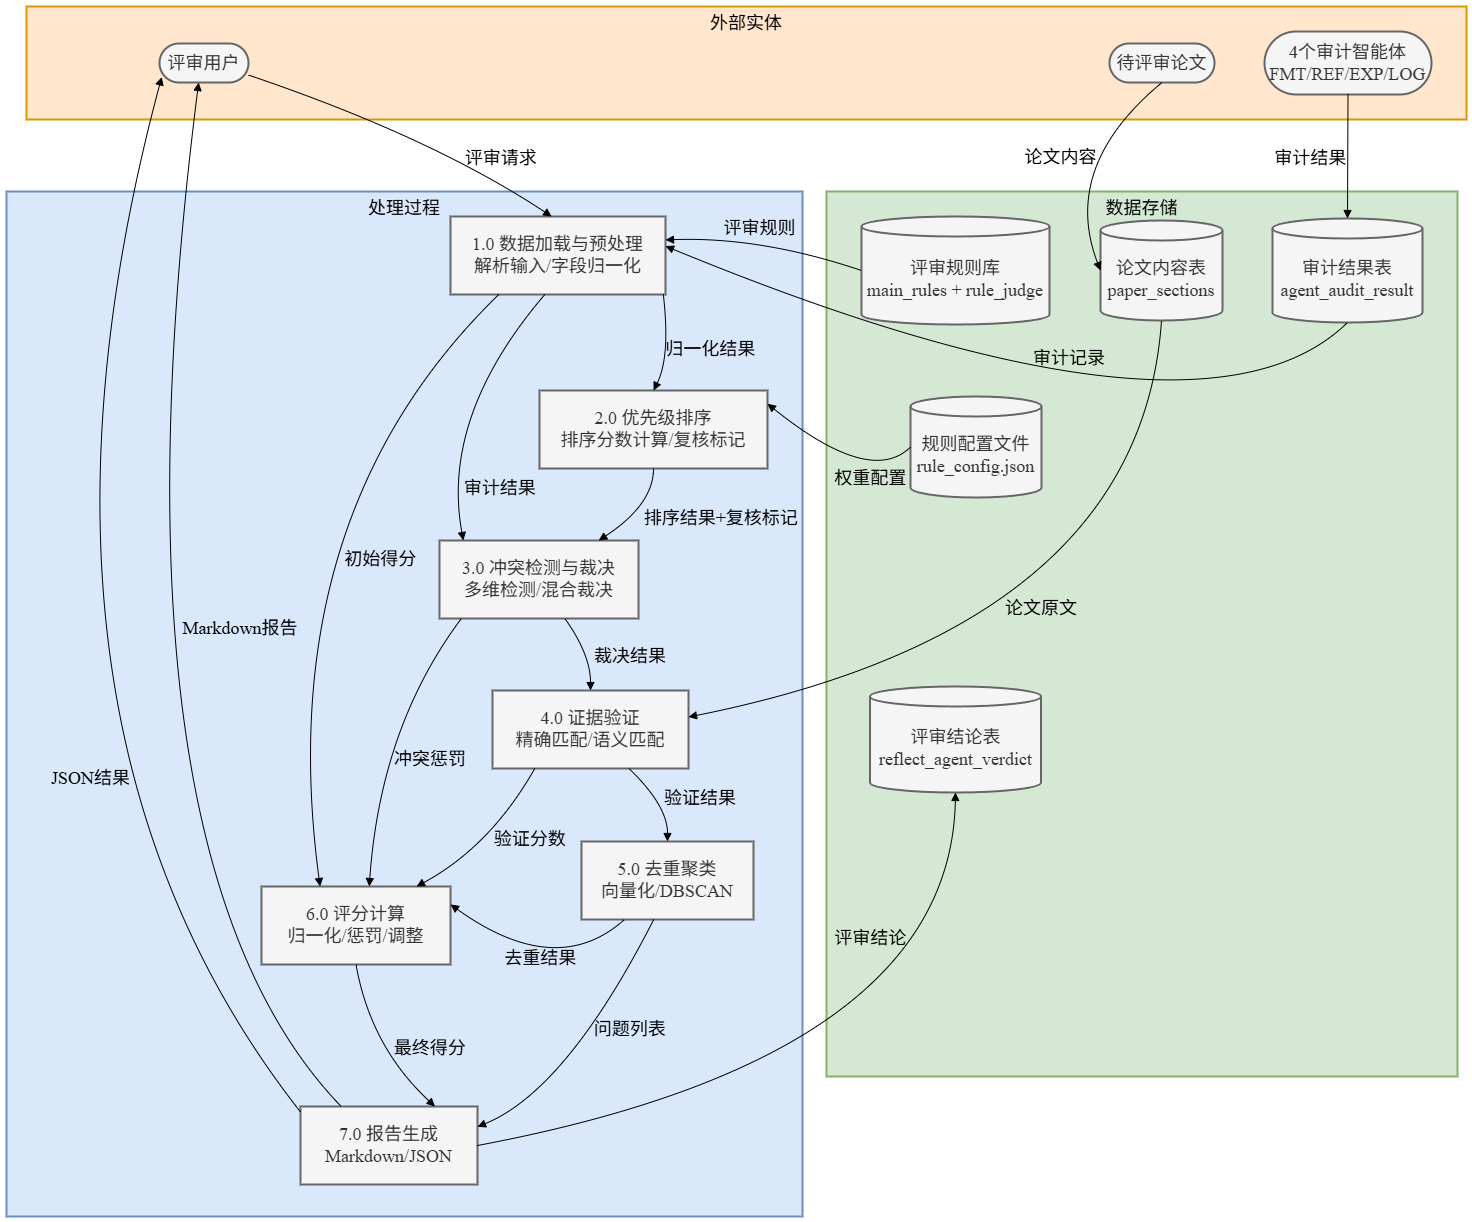 外部实体
评审用户
待评审论文
4个审计智能体
FMT/REF/EXP/LOG
评审请求
论文内容
审计结果
处理过程
数据存储
1.0 数据加载与预处理
解析输入/字段归一化
评审规则
评审规则库
main_rules + rule_judge
论文内容表
paper_sections
审计结果表
agent_audit_result
归一化结果
审计记录
2.0 优先级排序
排序分数计算/复核标记
规则配置文件
rule_config.json
权重配置
审计结果
排序结果+复核标记
初始得分
3.0 冲突检测与裁决
多维检测/混合裁决
论文原文
Markdown报告
裁决结果
4.0 证据验证
精确匹配/语义匹配
评审结论表
reflect_agent_verdict
冲突惩罚
JSON结果
验证结果
验证分数
5.0 去重聚类
向量化/DBSCAN
6.0 评分计算
归一化/惩罚/调整
评审结论
去重结果
问题列表
最终得分
7.0 报告生成
Markdown/JSON